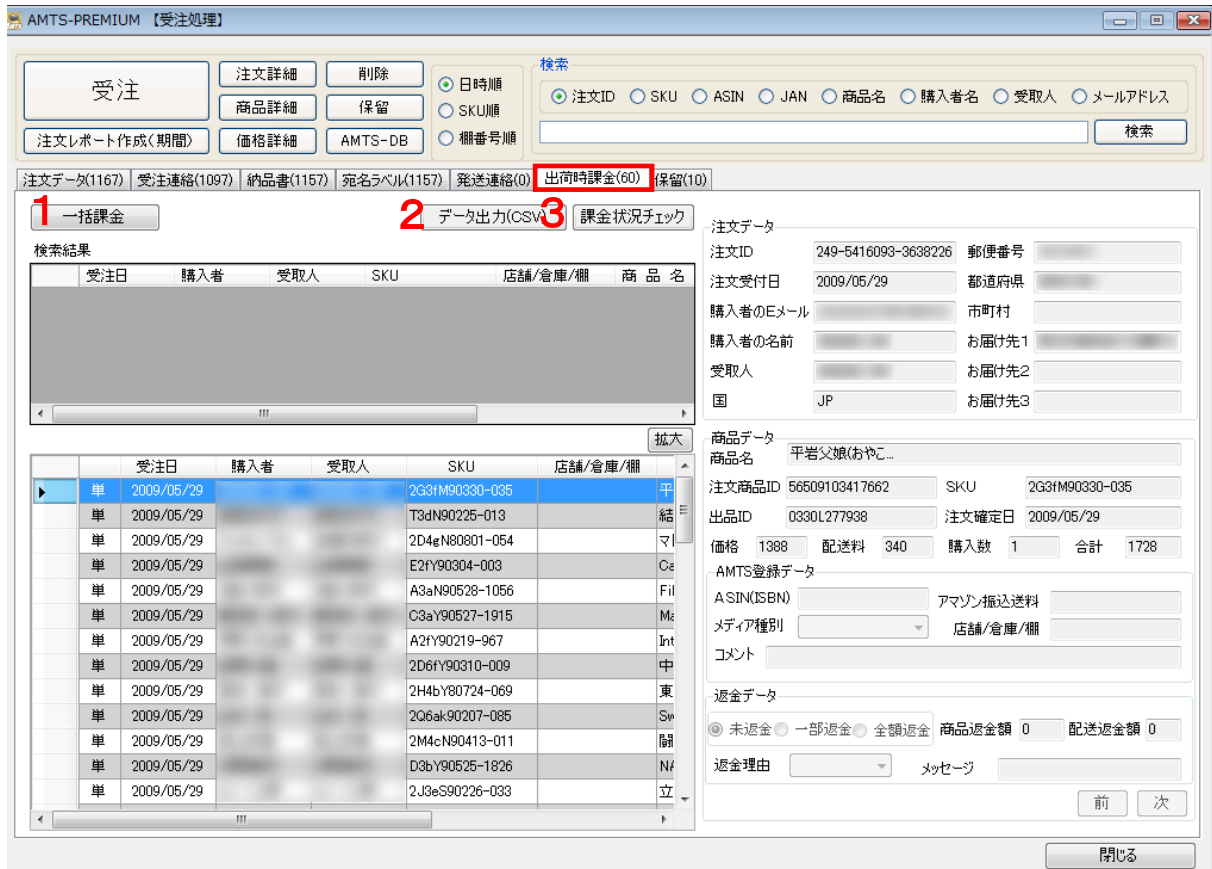 AMTS-PREMIUM 【受注処理】
受注
注文詳細
削除
商品詳細
保留
注文レポート作成(期間)
価格詳細
AMTS-DB
日時順
SKU順
棚番号順
検索
注文ID SKU ASIN JAN 商品名 購入者名 受取人 メールアドレス
検索
注文データ(1167) 受注連絡(1097) 納品書(1157) 宛名ラベル(1157) 発送連絡(0) 出荷時課金(60) 保留(10)
1 一括課金 2 データ出力(CSV) 3 課金状況チェック
検索結果
受注日 購入者 受取人 SKU 店舗/倉庫/棚 商 品 名
拡大
受注日 購入者 受取人 SKU 店舗/倉庫/棚
単 2009/05/29 2G3fM90330-035 平
単 2009/05/29 T3dN90225-013 結
単 2009/05/29 2D4gN80801-054
単 2009/05/29 E2fY90304-003 Ca
単 2009/05/29 A3aN90528-1056 Fil
単 2009/05/29 C3aY90527-1915 Ma
単 2009/05/29 A2fY90219-967 Int
単 2009/05/29 2D6fY90310-009 中
単 2009/05/29 2H4bY80724-069 東
単 2009/05/29 2Q6ak90207-085 Sw
単 2009/05/29 2M4cN90413-011 闘
単 2009/05/29 D3bY90525-1826 NA
単 2009/05/29 2J3eS90226-033 立
注文データ
注文ID 249-5416093-3638226 郵便番号
注文受付日 2009/05/29 都道府県
購入者のEメール 市町村
購入者の名前 お届け先1
受取人 お届け先2
国 JP お届け先3
商品データ
商品名 平岩父娘(おやこ...
注文商品ID 56509103417662 SKU 2G3fM90330-035
出品ID 0330L277938 注文確定日 2009/05/29
価格 1388 配送料 340 購入数 1 合計 1728
AMTS登録データ
ASIN(ISBN) アマゾン振込送料
メディア種別 店舗/倉庫/棚
コメント
返金データ
未返金 一部返金 全額返金 商品返金額 0 配送返金額 0
返金理由 メッセージ
前 次
閉じる